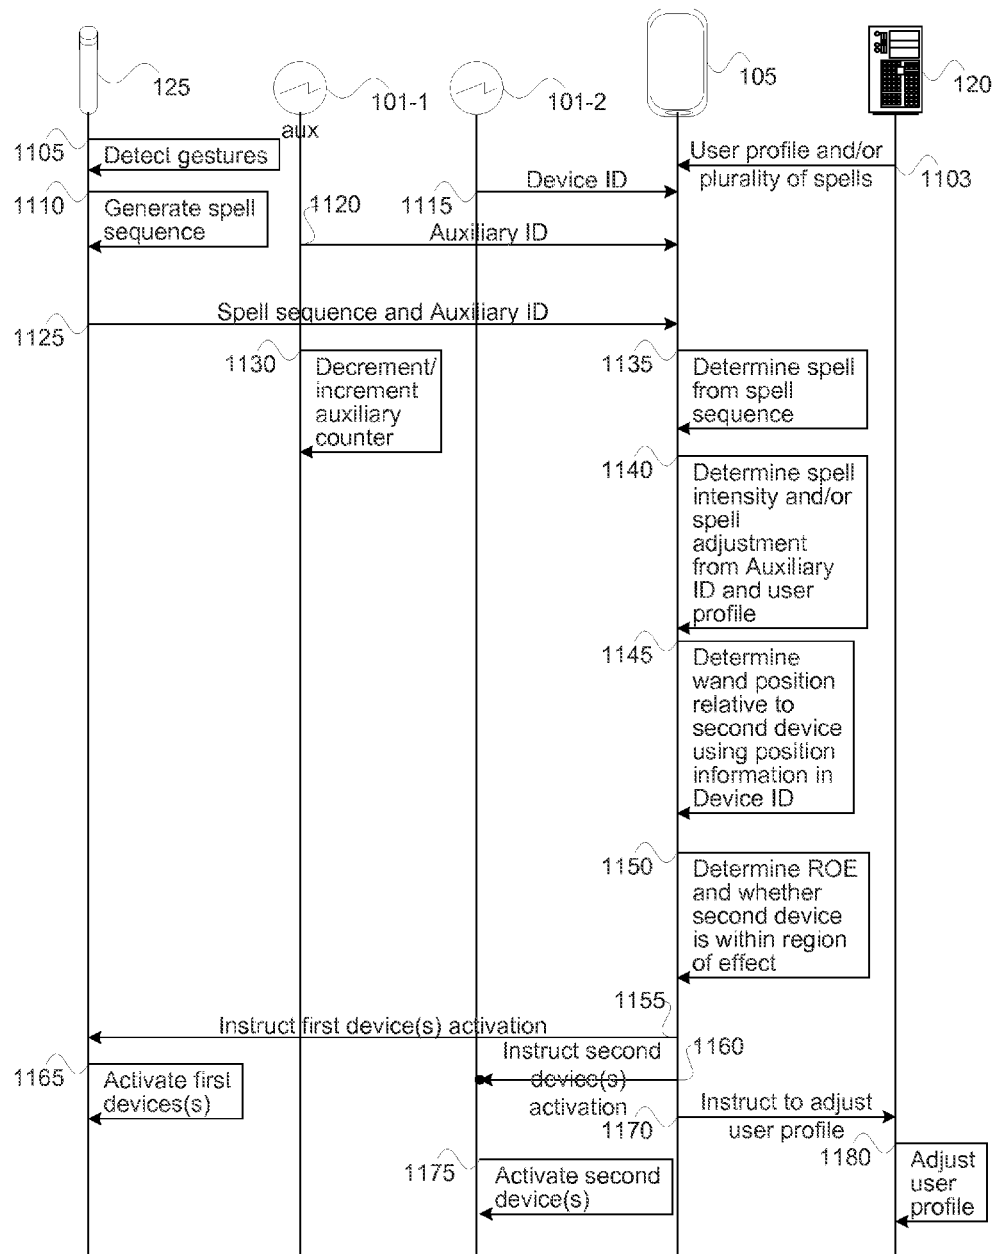 125
101-1
101-2
105
120
aux
1105
Detect gestures
User profile and/or
plurality of spells
1103
1110
Generate spell
sequence
1115
Device ID
1120
Auxiliary ID
Spell sequence and Auxiliary ID
1125
1130
Decrement/
increment
auxiliary
counter
1135
Determine spell
from spell
sequence
1140
Determine spell
intensity and/or
spell
adjustment
from Auxiliary
ID and user
profile
1145
Determine
wand position
relative to
second device
using position
information in
Device ID
1150
Determine ROE
and whether
second device
is within region
of effect
1155
Instruct first device(s) activation
1160
Instruct second
device(s)
activation
1165
Activate first
devices(s)
1170
Instruct to adjust
user profile
1175
Activate second
device(s)
1180
Adjust
user
profile